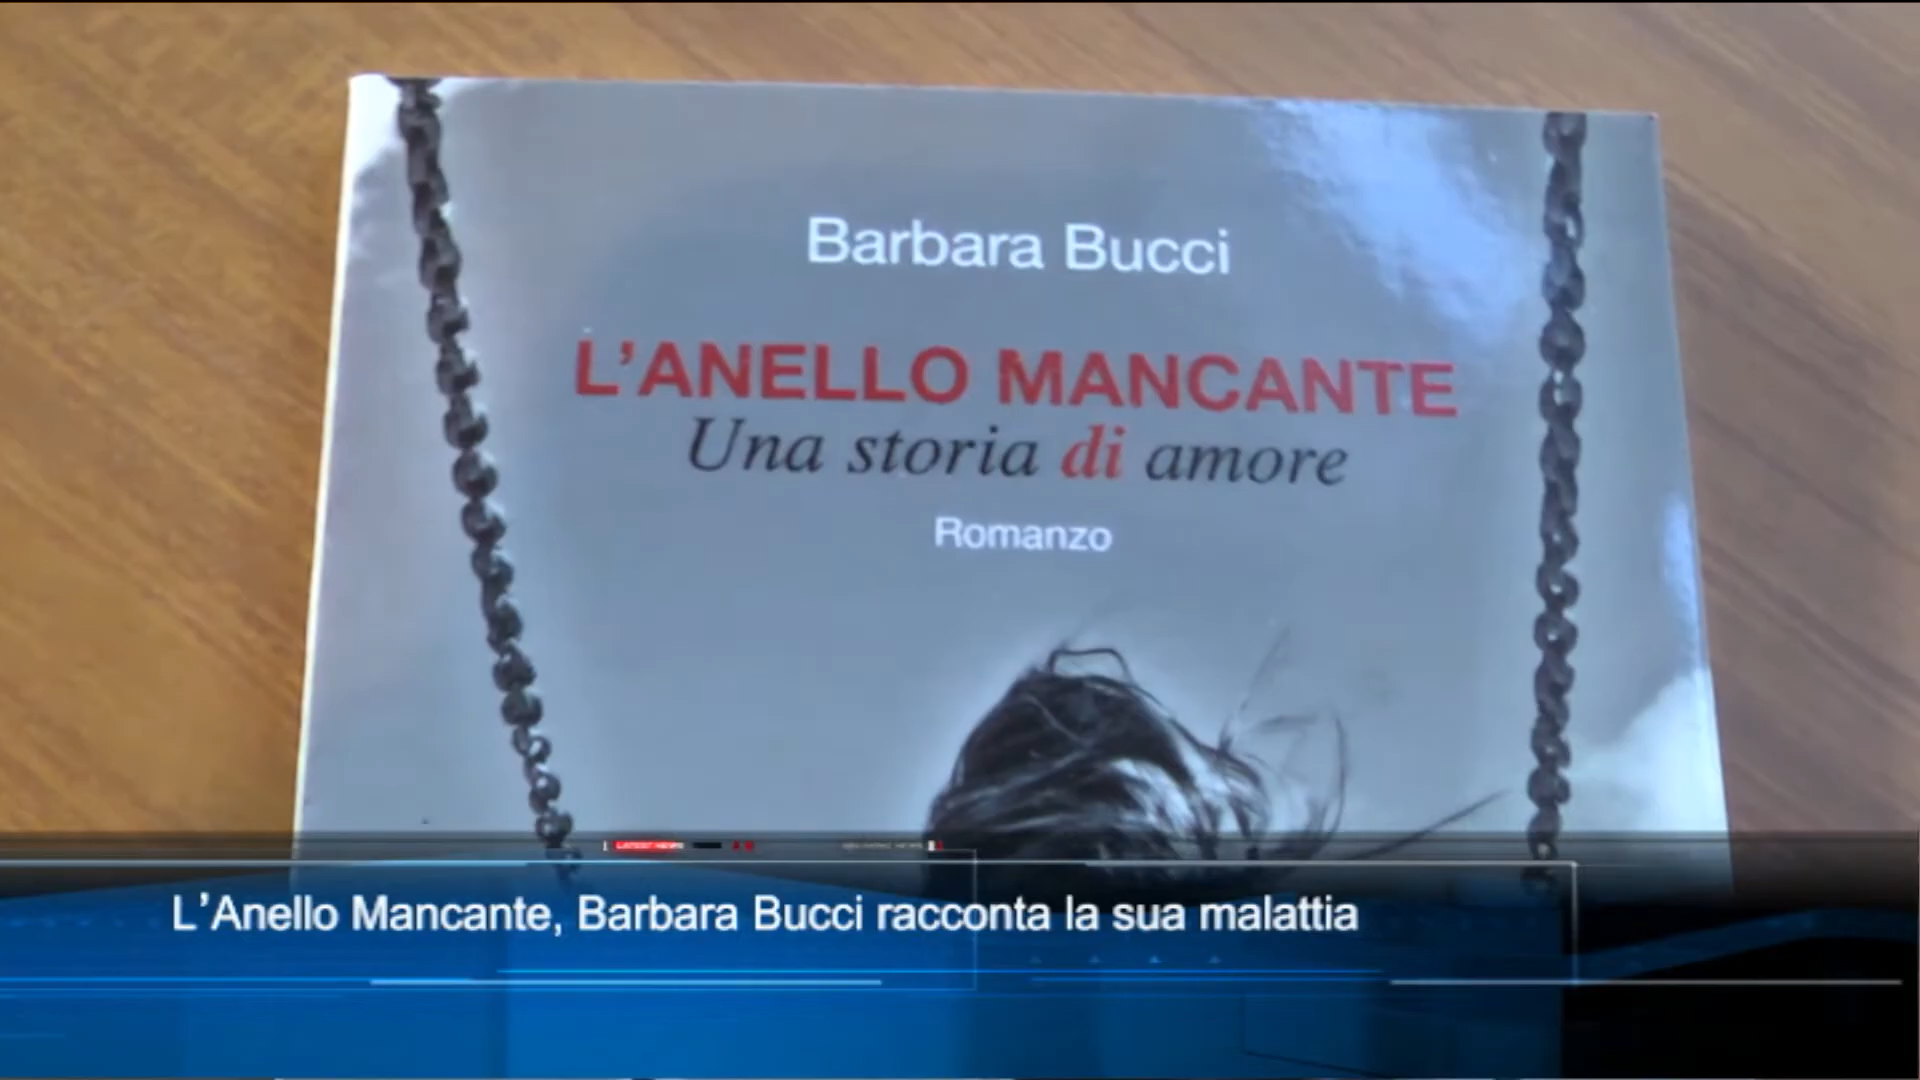 Barbara Bucci
L'ANELLO MANCANTE
Una storia di amore
Romanzo
L'Anello Mancante, Barbara Bucci racconta la sua malattia